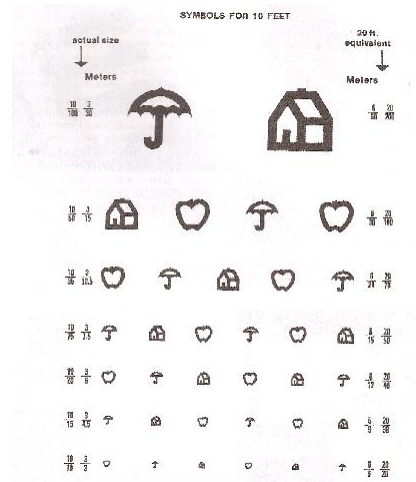 SYMBOLS FOR 10 FEET
actual size
20 ft.
equivalent
Meters
Meters
10/100 3/30 6/60 20/200
10/50 3/15 6/30 20/100
10/35 3/10.5 6/21 20/70
10/25 3/7.5 6/15 20/50
10/20 3/6 6/12 20/40
10/15 3/4.5 6/9 20/30
10/10 3/3 6/6 20/20